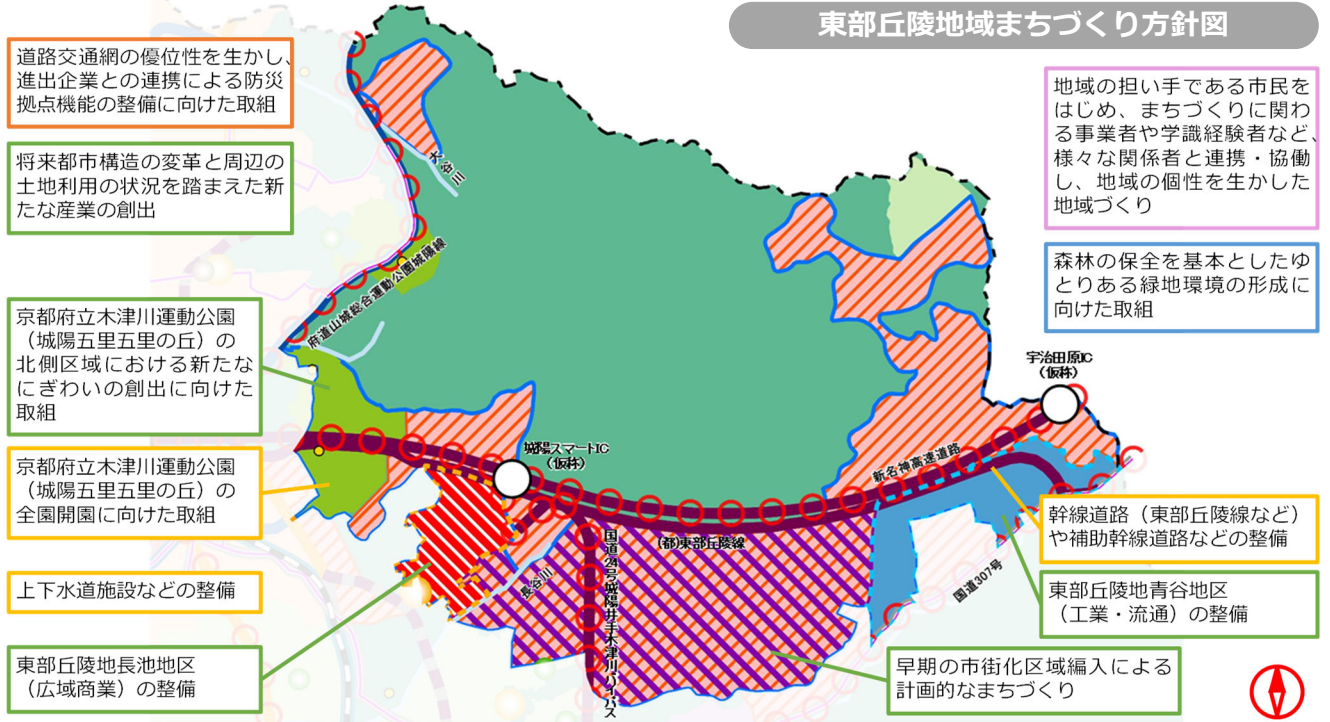 東部丘陵地域まちづくり方針図
道路交通網の優位性を生かし、
進出企業との連携による防災
拠点機能の整備に向けた取組
将来都市構造の変革と周辺の
土地利用の状況を踏まえた新
たな産業の創出
京都府立木津川運動公園
（城陽五里五里の丘）の
北側区域における新たな
にぎわいの創出に向けた
取組
京都府立木津川運動公園
（城陽五里五里の丘）の
全園開園に向けた取組
上下水道施設などの整備
東部丘陵地長池地区
（広域商業）の整備
大谷川
府道山城総合運動公園城陽線
城陽スマートIC
（仮称）
新名神高速道路
(都)東部丘陵線
長谷川
国道24号城陽井手木津川バイパス
宇治田原IC
（仮称）
国道307号
地域の担い手である市民を
はじめ、まちづくりに関わ
る事業者や学識経験者など、
様々な関係者と連携・協働
し、地域の個性を生かした
地域づくり
森林の保全を基本としたゆ
とりある緑地環境の形成に
向けた取組
幹線道路（東部丘陵線など）
や補助幹線道路などの整備
東部丘陵地青谷地区
（工業・流通）の整備
早期の市街化区域編入による
計画的なまちづくり